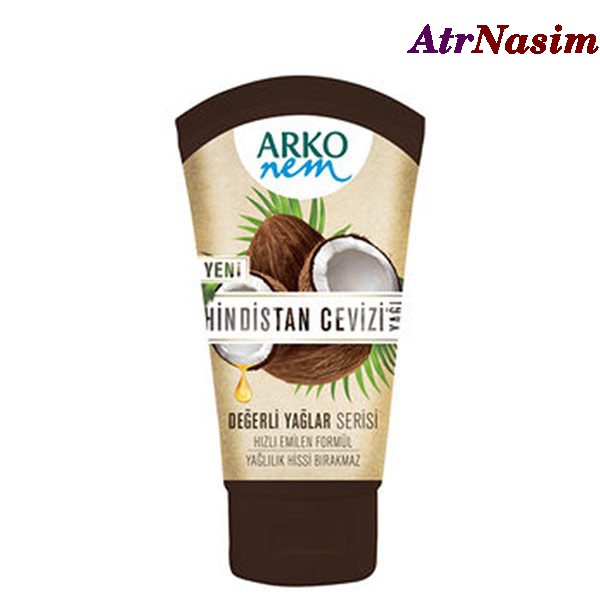 AtrNasim
ARKO
nem
YENİ
HİNDİSTAN CEVİZİ YAĞI
DEĞERLİ YAĞLAR SERİSİ
HIZLI EMİLEN FORMÜL
YAĞLILIK HİSSİ BIRAKMAZ